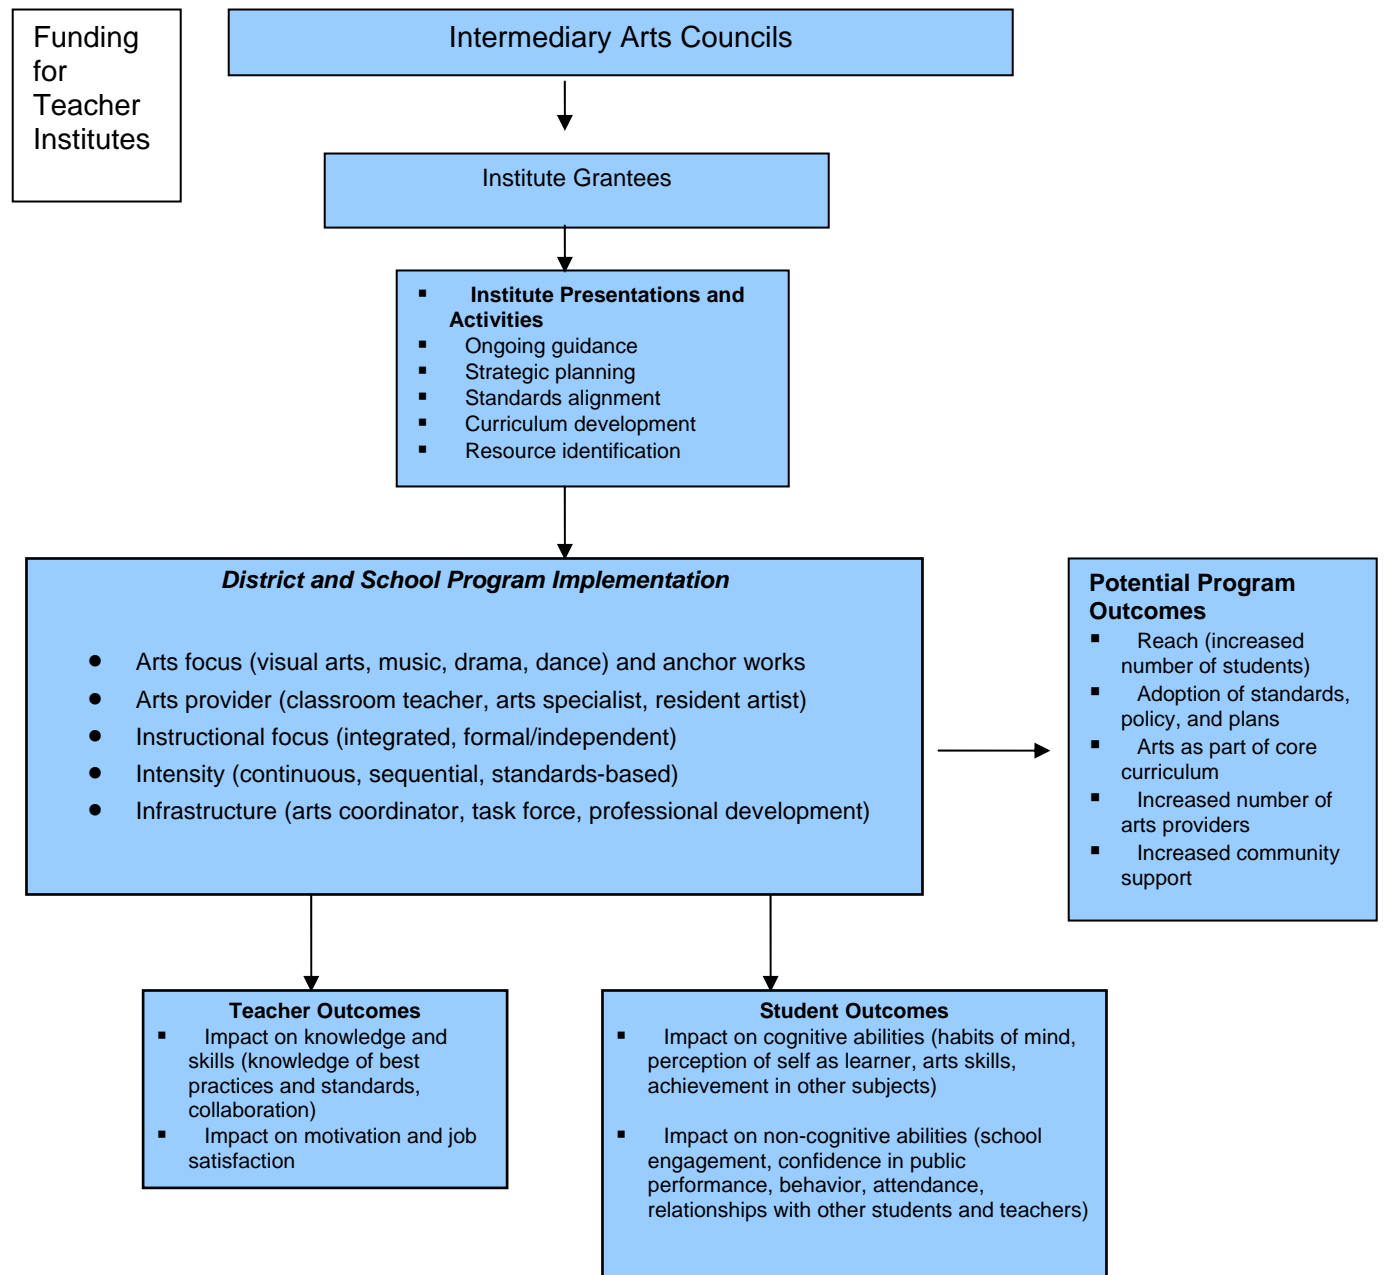 Funding
for
Teacher
Institutes
Intermediary Arts Councils
Institute Grantees
▪ Institute Presentations and
Activities
▪ Ongoing guidance
▪ Strategic planning
▪ Standards alignment
▪ Curriculum development
▪ Resource identification
District and School Program Implementation
● Arts focus (visual arts, music, drama, dance) and anchor works
● Arts provider (classroom teacher, arts specialist, resident artist)
● Instructional focus (integrated, formal/independent)
● Intensity (continuous, sequential, standards-based)
● Infrastructure (arts coordinator, task force, professional development)
Potential Program
Outcomes
▪ Reach (increased
number of students)
▪ Adoption of standards,
policy, and plans
▪ Arts as part of core
curriculum
▪ Increased number of
arts providers
▪ Increased community
support
Teacher Outcomes
▪ Impact on knowledge and
skills (knowledge of best
practices and standards,
collaboration)
▪ Impact on motivation and job
satisfaction
Student Outcomes
▪ Impact on cognitive abilities (habits of mind,
perception of self as learner, arts skills,
achievement in other subjects)
▪ Impact on non-cognitive abilities (school
engagement, confidence in public
performance, behavior, attendance,
relationships with other students and teachers)